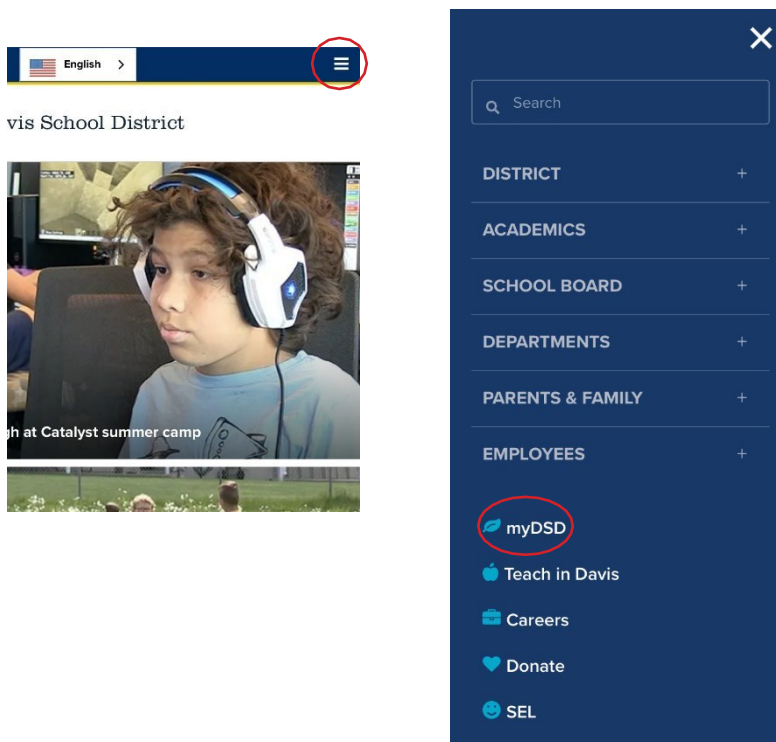 English
vis School District
gh at Catalyst summer camp
Search
DISTRICT
ACADEMICS
SCHOOL BOARD
DEPARTMENTS
PARENTS & FAMILY
EMPLOYEES
myDSD
Teach in Davis
Careers
Donate
SEL